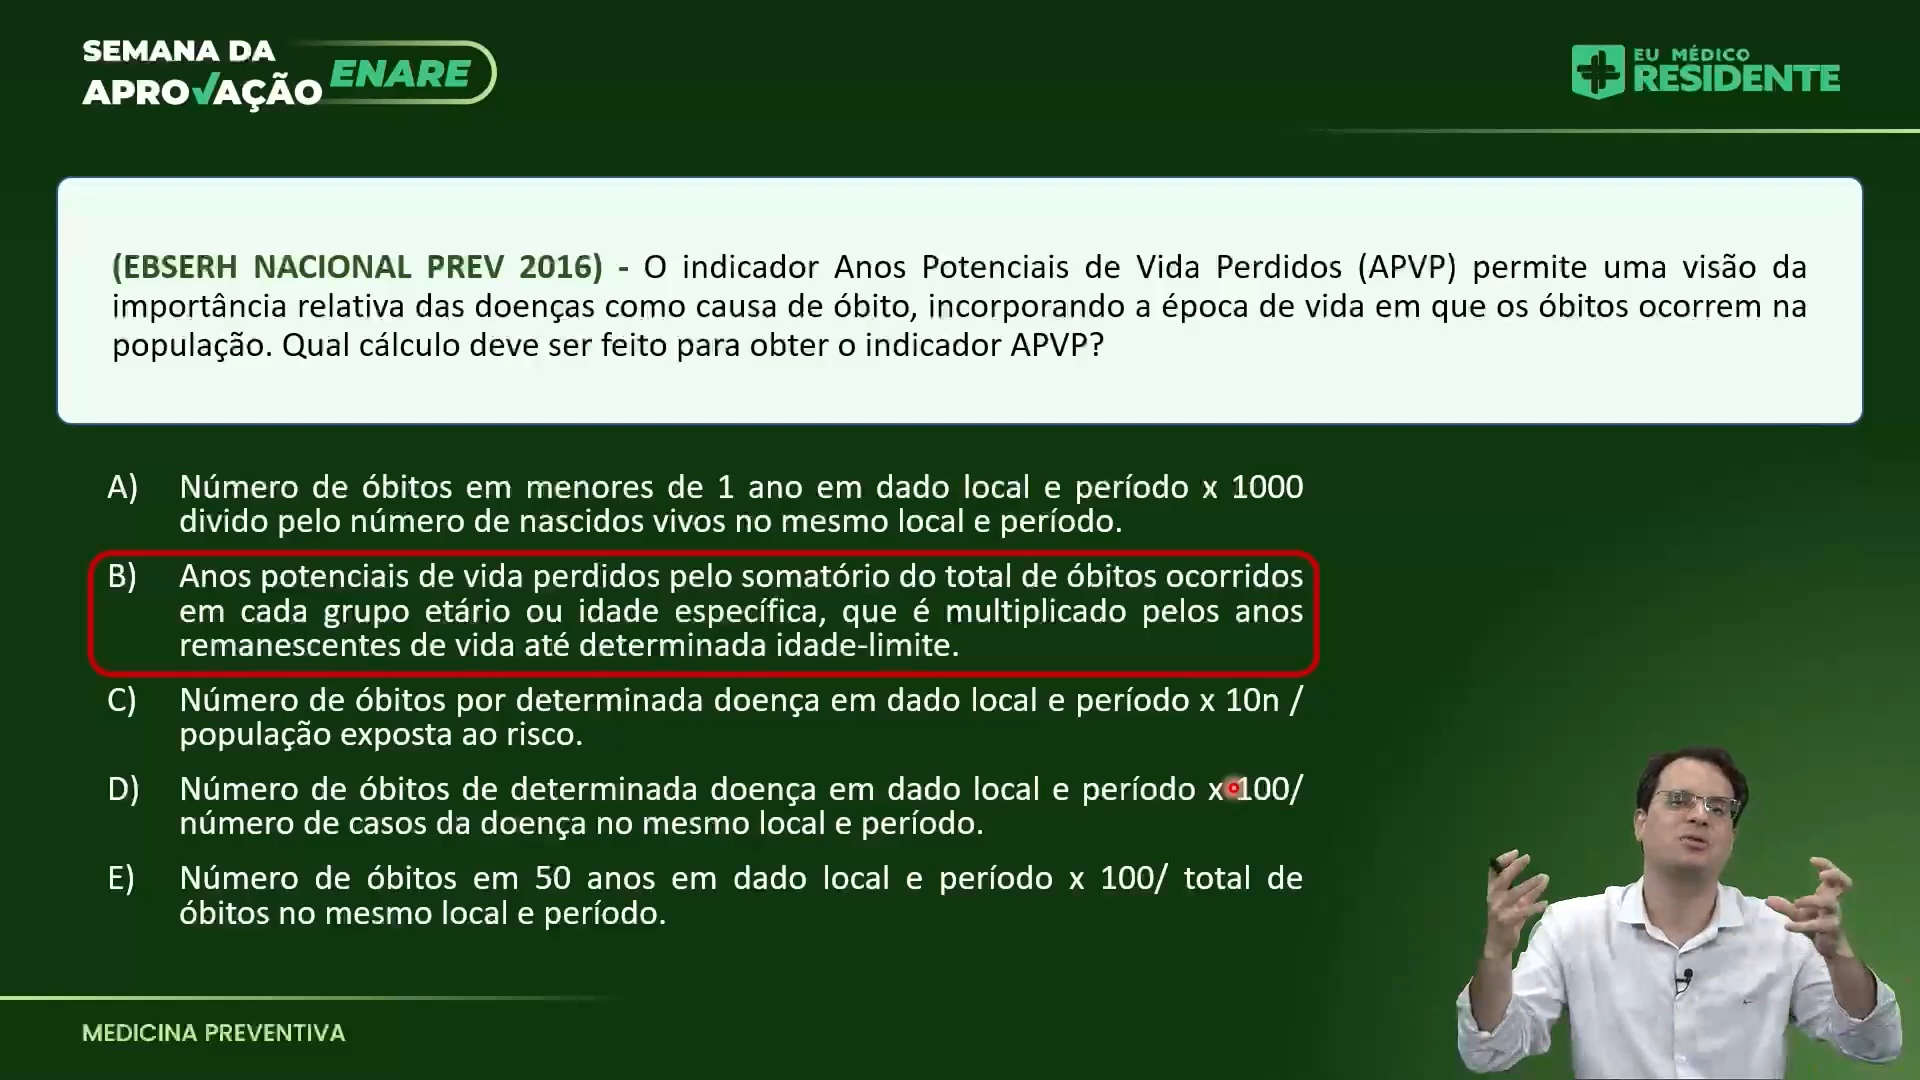 SEMANA DA
APROVAÇÃO ENARE
EU MÉDICO
RESIDENTE
(EBSERH NACIONAL PREV 2016) - O indicador Anos Potenciais de Vida Perdidos (APVP) permite uma visão da
importância relativa das doenças como causa de óbito, incorporando a época de vida em que os óbitos ocorrem na
população. Qual cálculo deve ser feito para obter o indicador APVP?
A) Número de óbitos em menores de 1 ano em dado local e período x 1000
divido pelo número de nascidos vivos no mesmo local e período.
B) Anos potenciais de vida perdidos pelo somatório do total de óbitos ocorridos
em cada grupo etário ou idade específica, que é multiplicado pelos anos
remanescentes de vida até determinada idade-limite.
C) Número de óbitos por determinada doença em dado local e período x 10n /
população exposta ao risco.
D) Número de óbitos de determinada doença em dado local e período x 100/
número de casos da doença no mesmo local e período.
E) Número de óbitos em 50 anos em dado local e período x 100/ total de
óbitos no mesmo local e período.
MEDICINA PREVENTIVA